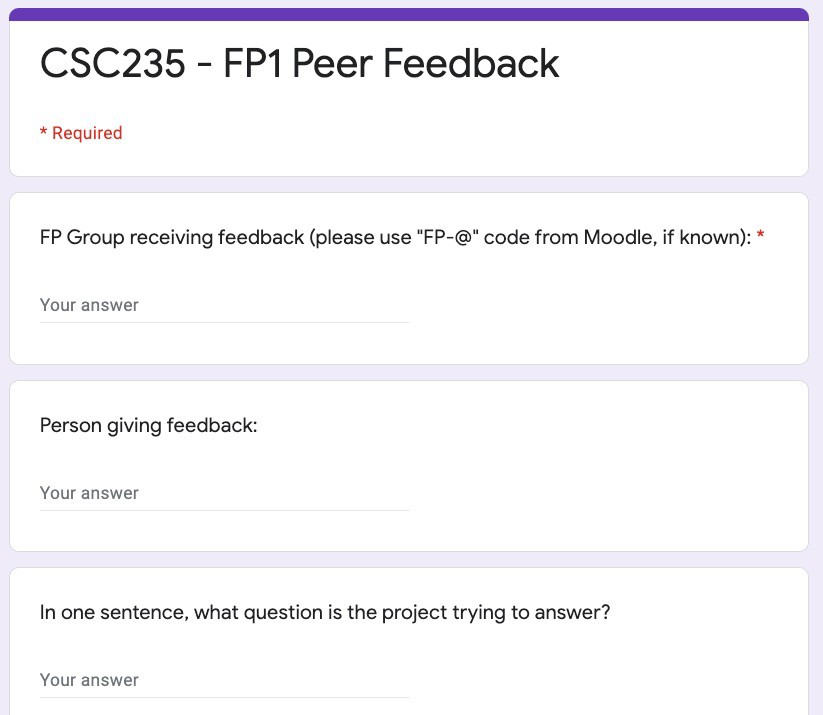 CSC235 - FP1 Peer Feedback
* Required
FP Group receiving feedback (please use "FP-@" code from Moodle, if known): *
Your answer
Person giving feedback:
Your answer
In one sentence, what question is the project trying to answer?
Your answer